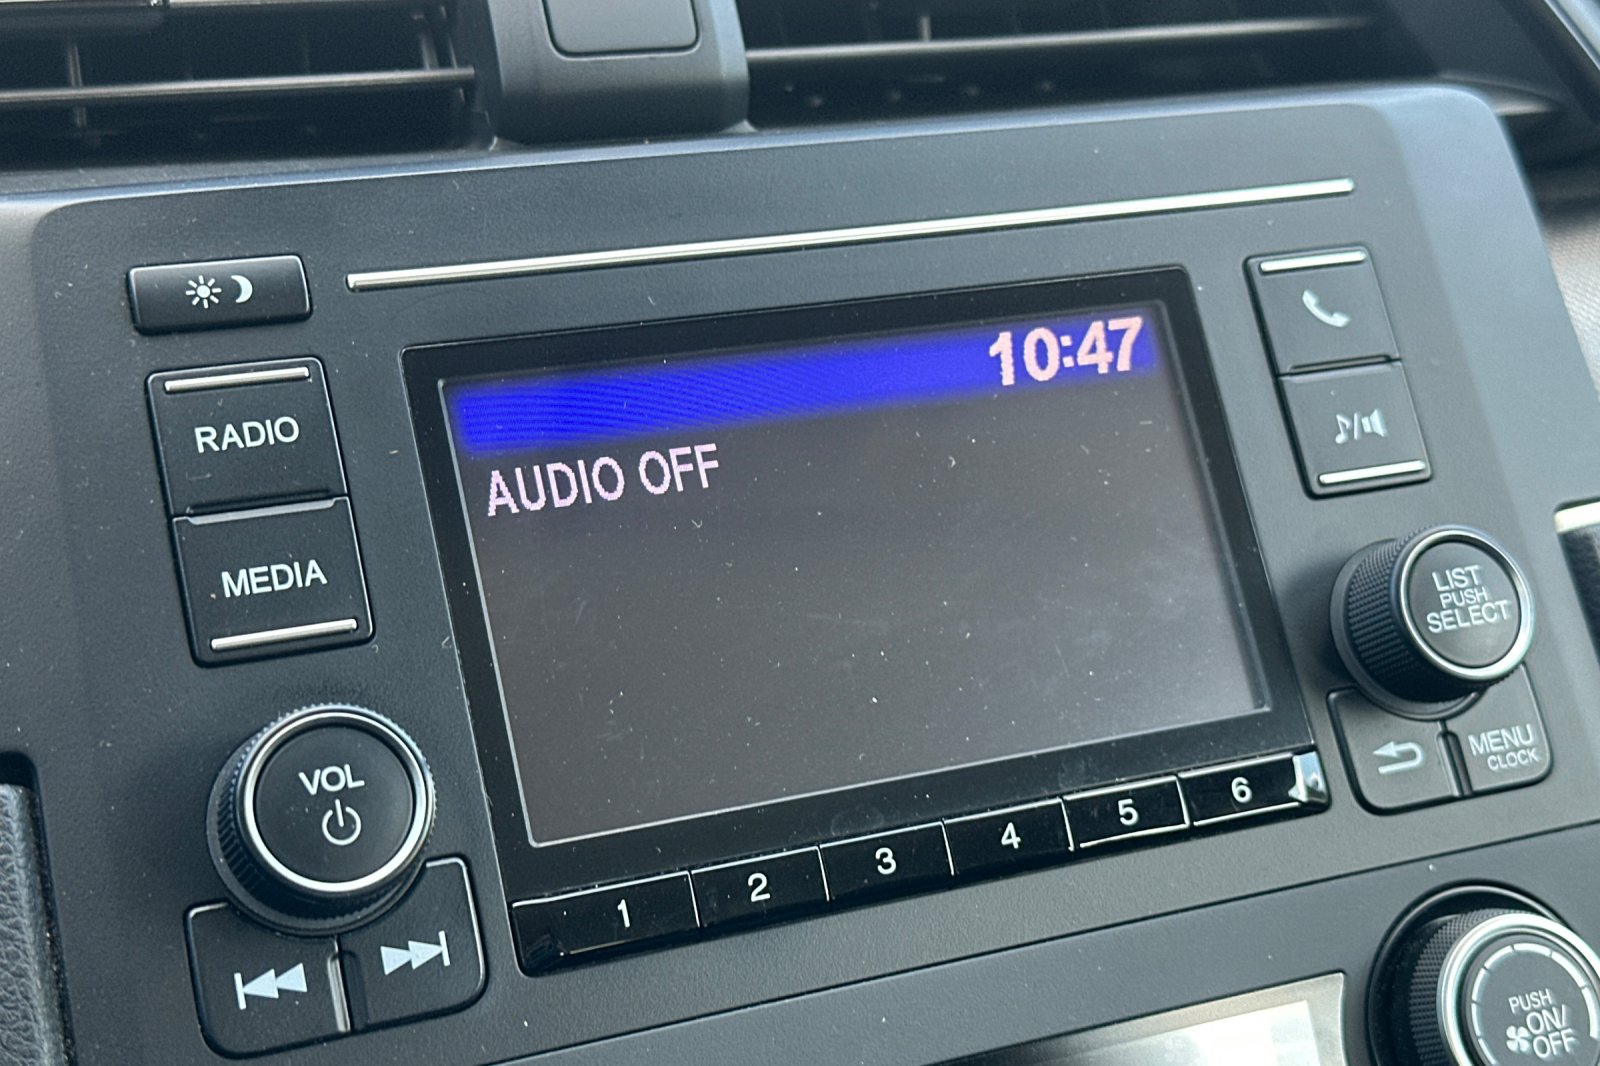 10:47
AUDIO OFF
RADIO
MEDIA
VOL
LIST
PUSH
SELECT
MENU
CLOCK
1 2 3 4 5 6
PUSH
ON/
OFF